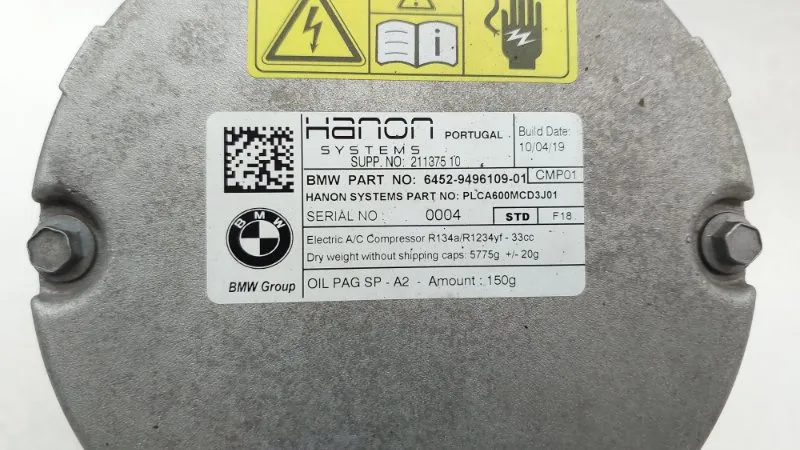 Hanon PORTUGAL
SYSTEMS
Build Date:
10/04/19
SUPP. NO: 211375 10
BMW PART NO: 6452-9496109-01 CMP01
HANON SYSTEMS PART NO: PLCA600MCD3J01
SERIAL NO: 0004 STD F18
BMW
Electric A/C Compressor R134a/R1234yf - 33cc
Dry weight without shipping caps: 5775g +/- 20g
BMW Group
OIL PAG SP - A2 - Amount : 150g